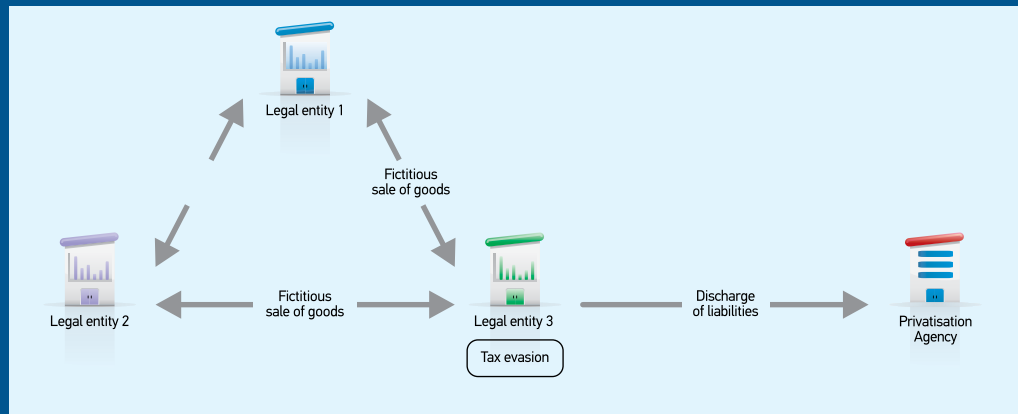 Legal entity 1
Fictitious
sale of goods
Legal entity 2
Fictitious
sale of goods
Legal entity 3
Tax evasion
Discharge
of liabilities
Privatisation
Agency